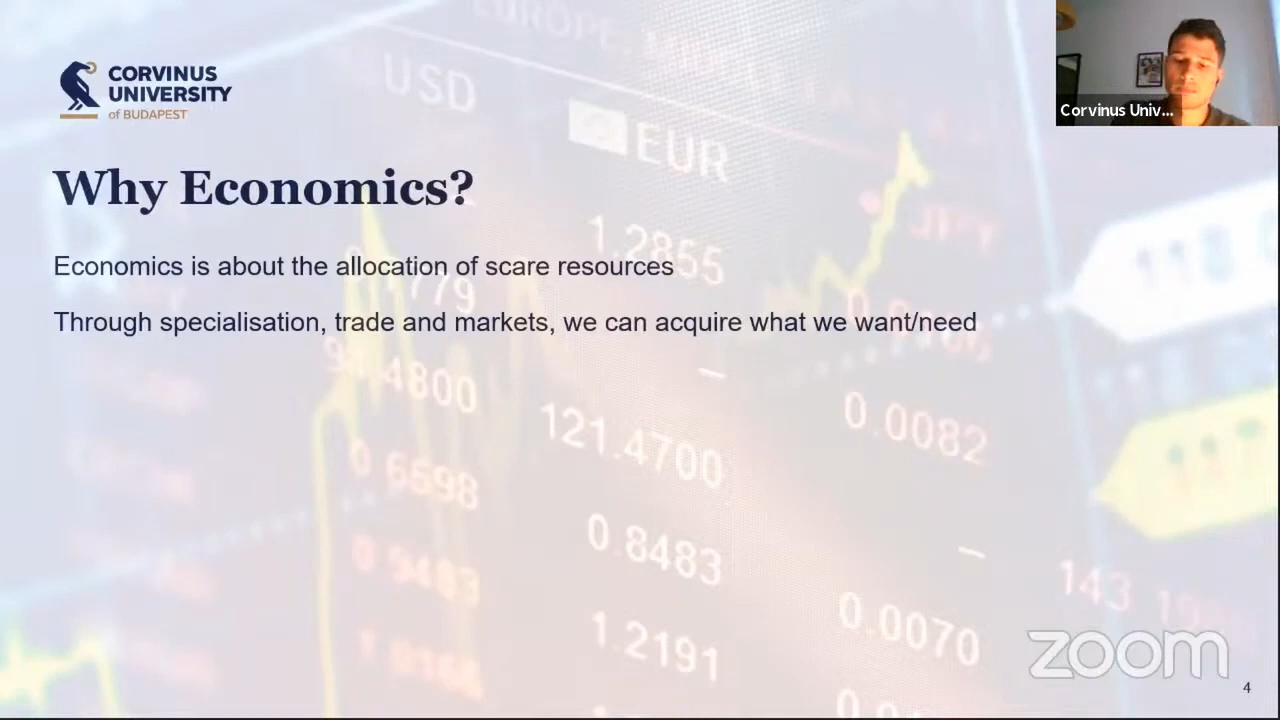 CORVINUS
UNIVERSITY
of BUDAPEST
Corvinus Univ...
Why Economics?
Economics is about the allocation of scare resources
Through specialisation, trade and markets, we can acquire what we want/need
USD
EUR
1.2855
JPY
4800
121.4700
0.0082
0.6598
0.8483
0.9483
0.0070
143
1.2191
zoom
4